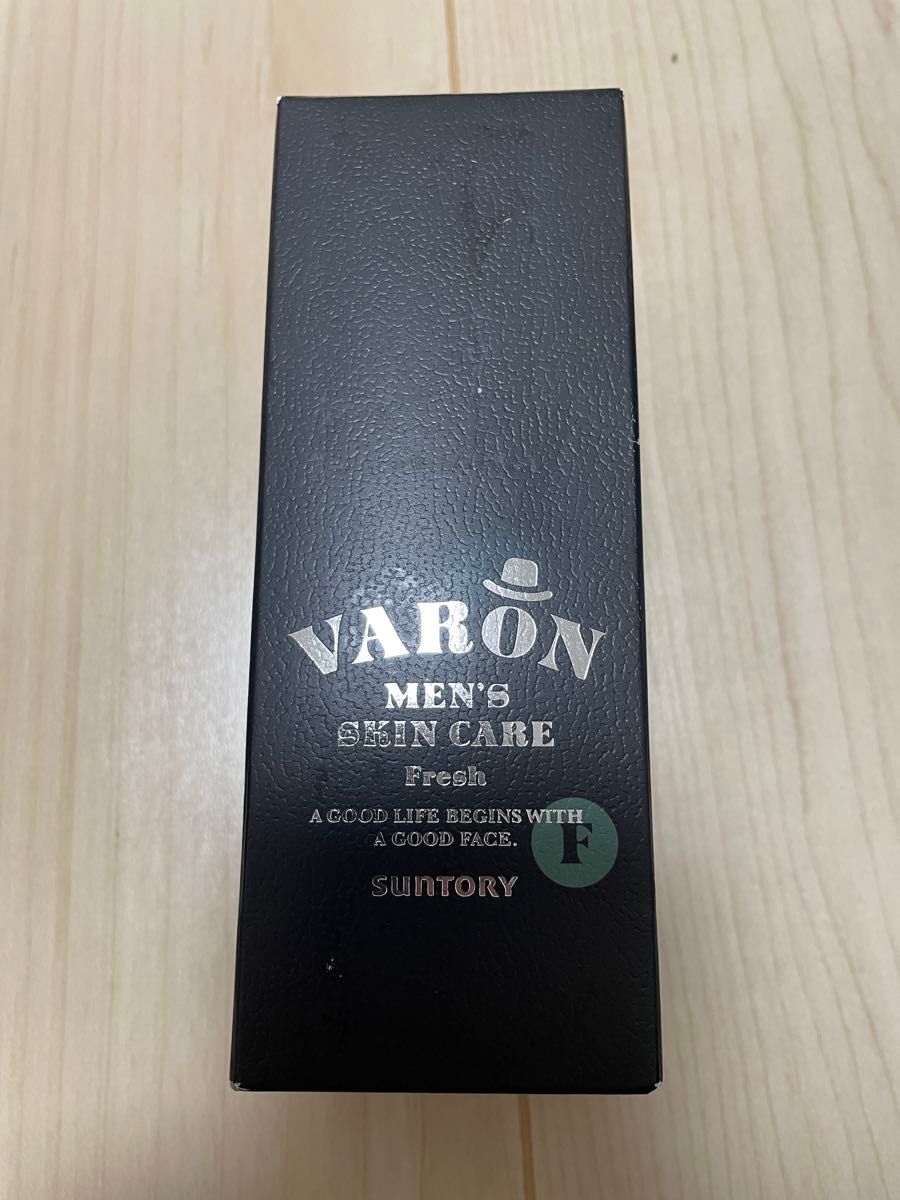 VARON
MEN'S
SKIN CARE
Fresh
A GOOD LIFE BEGINS WITH
A GOOD FACE.
F
SUNTORY